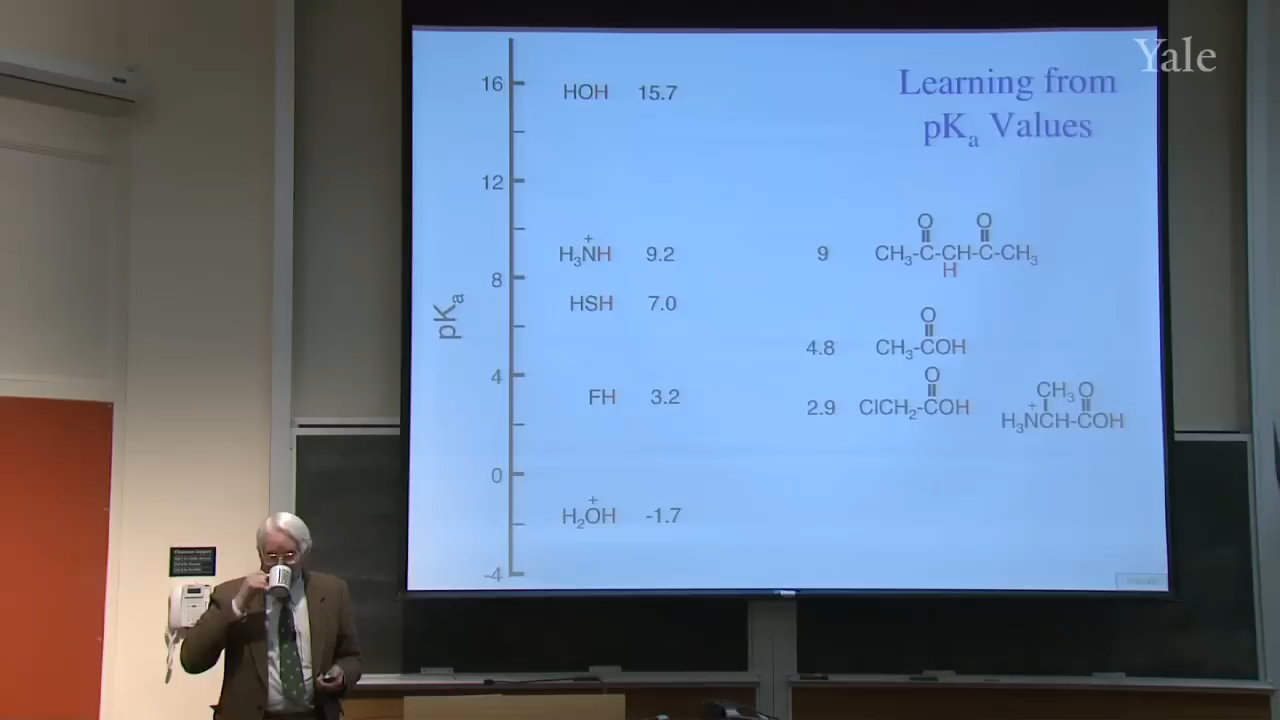 Yale
Learning from
pKa Values
pKa
16
12
8
4
0
-4
HOH 15.7
+
H3NH 9.2
HSH 7.0
FH 3.2
+
H2OH -1.7
O O
9 CH3-C-CH-C-CH3
H
O
4.8 CH3-COH
O
2.9 ClCH2-COH
CH3 O
+
H3NCH-COH